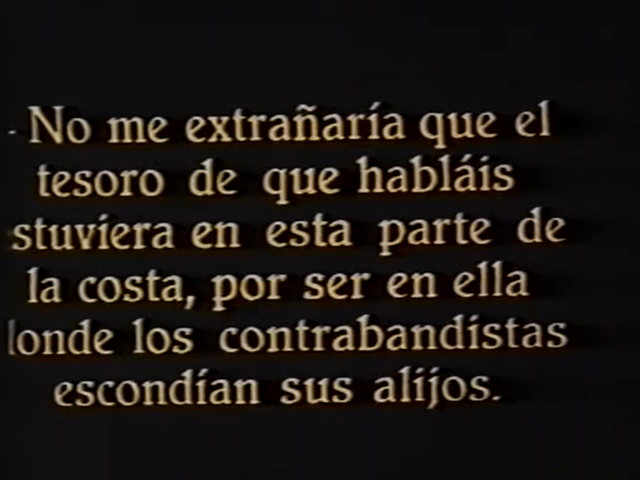 - No me extrañaría que el
tesoro de que habláis
stuviera en esta parte de
la costa, por ser en ella
londe los contrabandistas
escondían sus alijos.